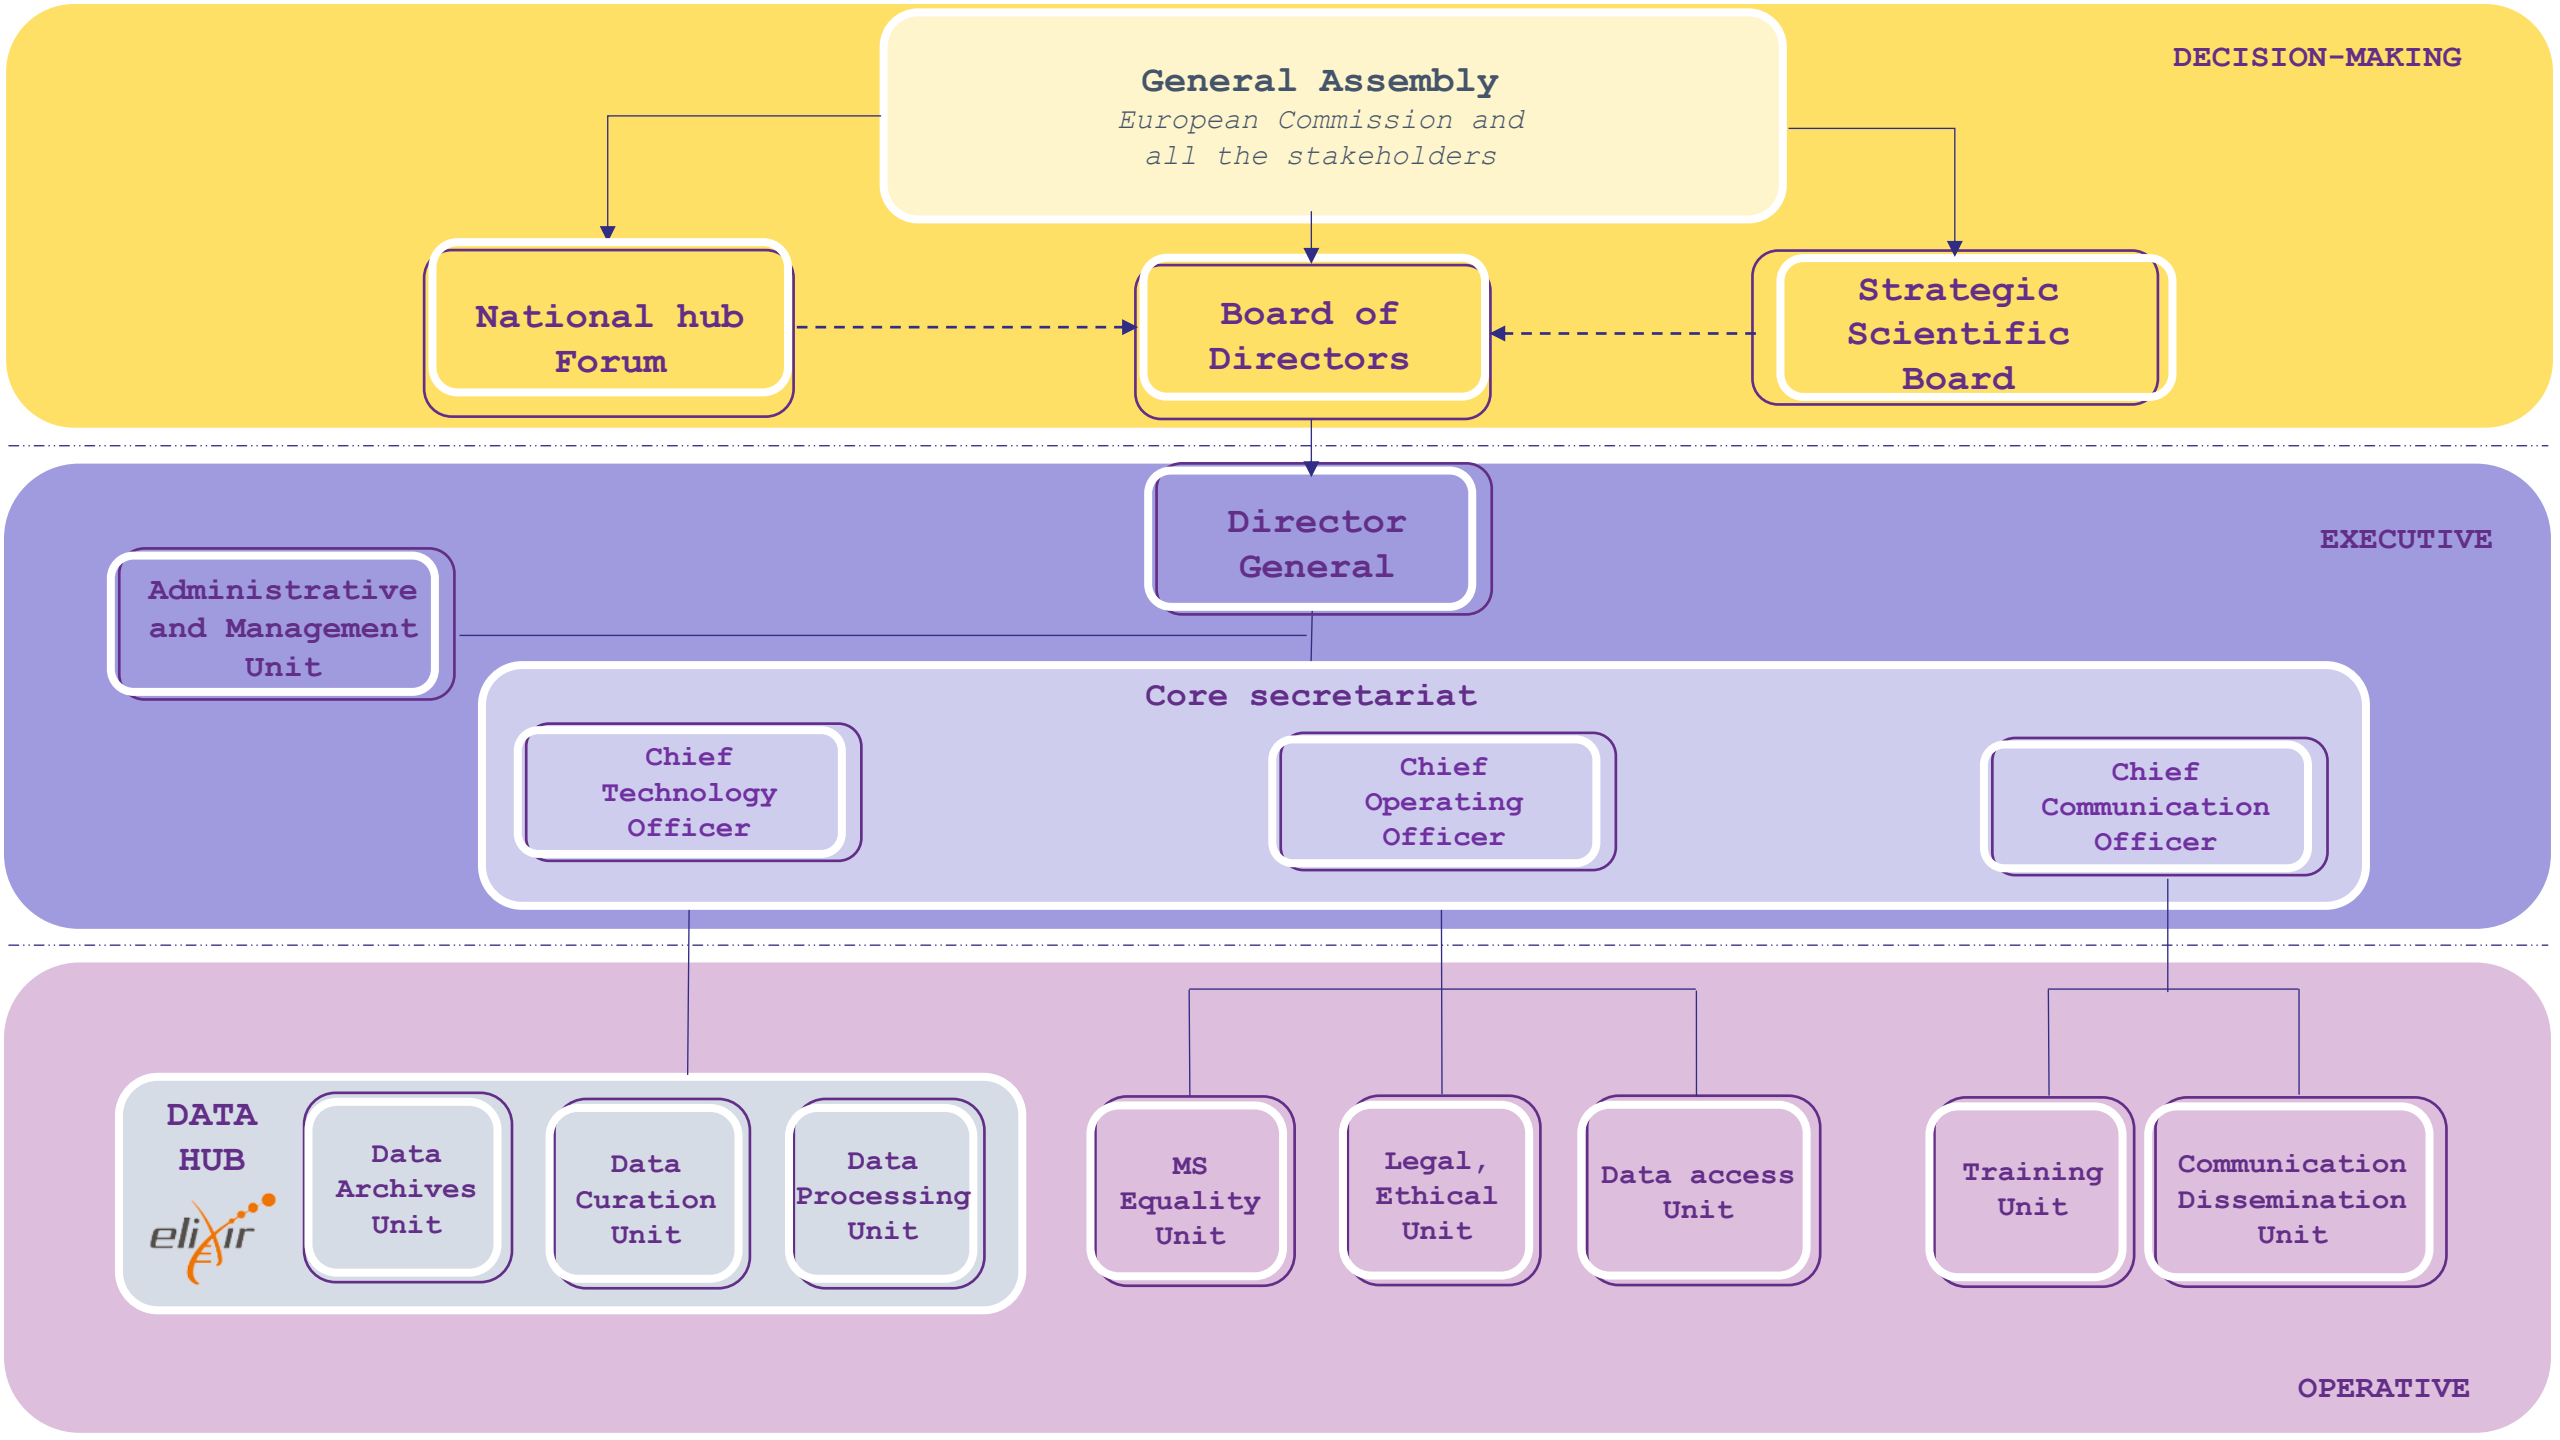 DECISION-MAKING
General Assembly
European Commission and
all the stakeholders
National hub
Forum
Board of
Directors
Strategic
Scientific
Board
EXECUTIVE
Director
General
Administrative
and Management
Unit
Core secretariat
Chief
Technology
Officer
Chief
Operating
Officer
Chief
Communication
Officer
DATA
HUB
elixir
Data
Archives
Unit
Data
Curation
Unit
Data
Processing
Unit
MS
Equality
Unit
Legal,
Ethical
Unit
Data access
Unit
Training
Unit
Communication
Dissemination
Unit
OPERATIVE